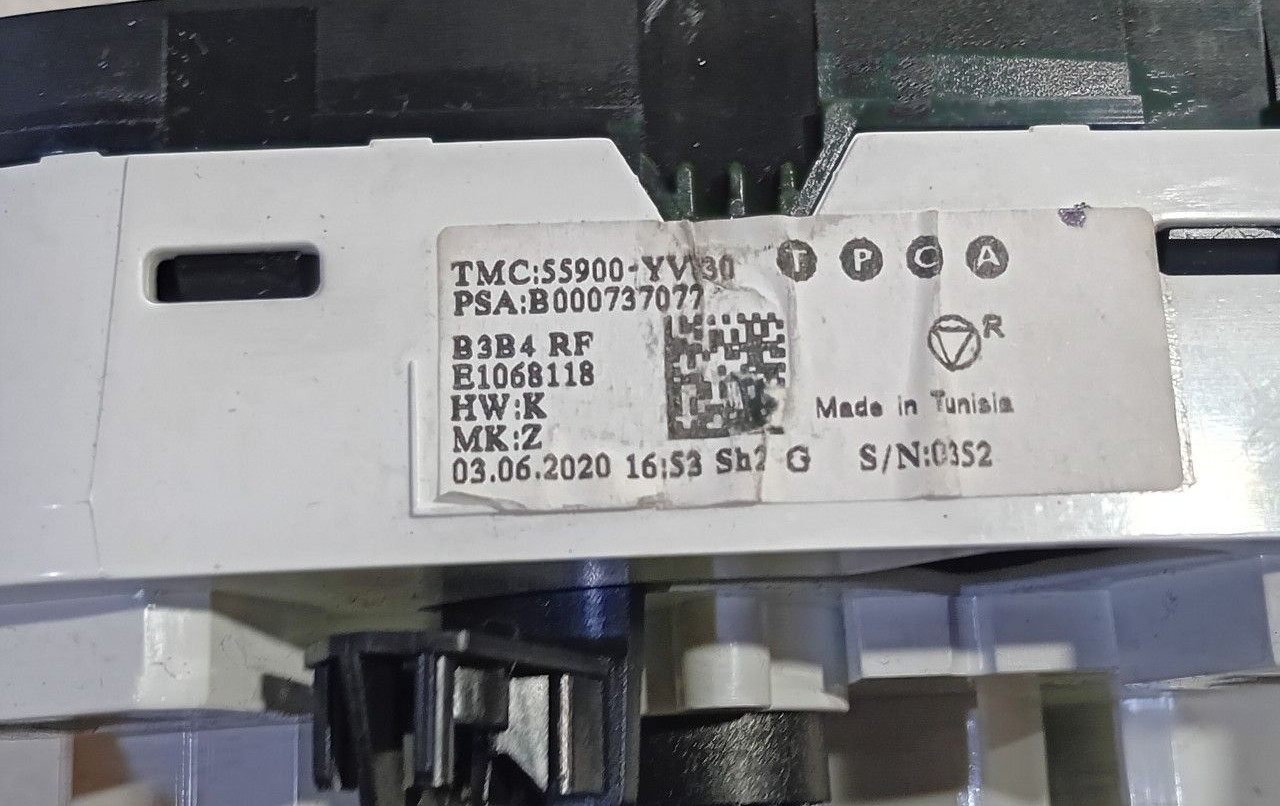 TMC:55900-YV130
PSA:B000737077
T P C A
B3B4 RF
R
E1068118
HW:K
Made in Tunisia
MK:Z
03.06.2020 16:53 Sh2 G S/N:0352